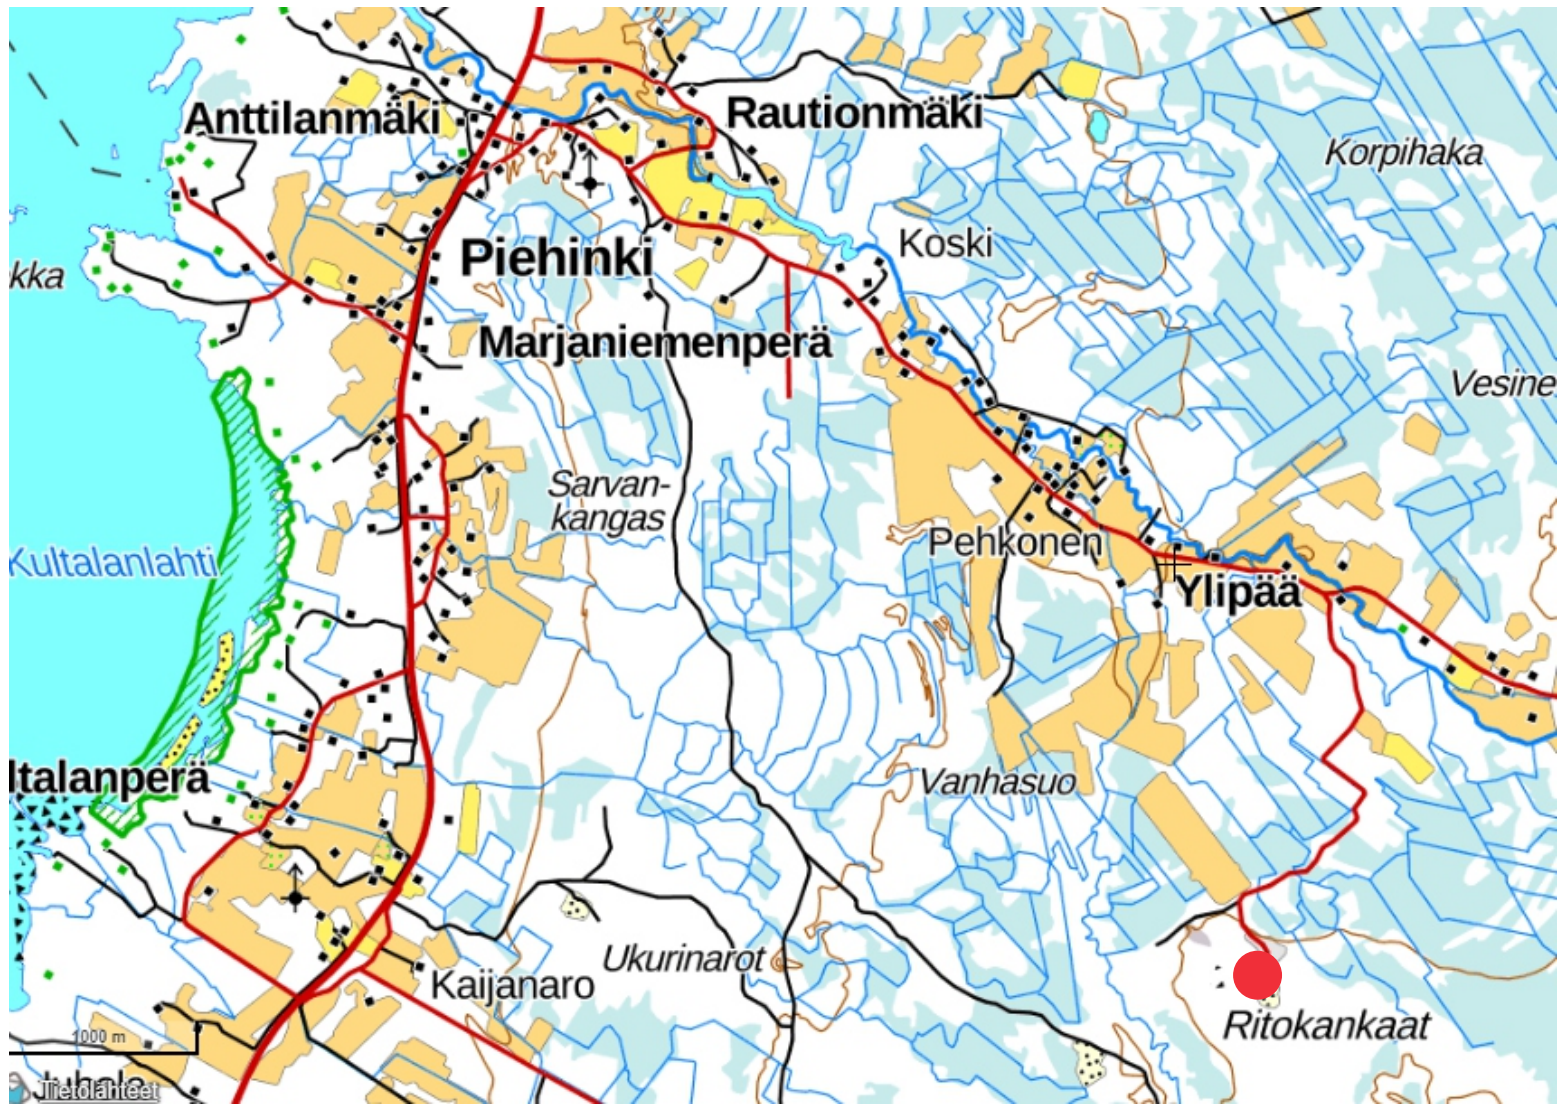 Anttilanmäki
Rautionmäki
Korpihaka
Koski
Piehinki
kka
Marjaniemenperä
Vesine
Sarvan-
kangas
Pehkonen
Kultalanlahti
Ylipää
ltalanperä
Vanhasuo
Ukurinarot
Kaijanaro
Ritokankaat
1000 m
Tietolähteet